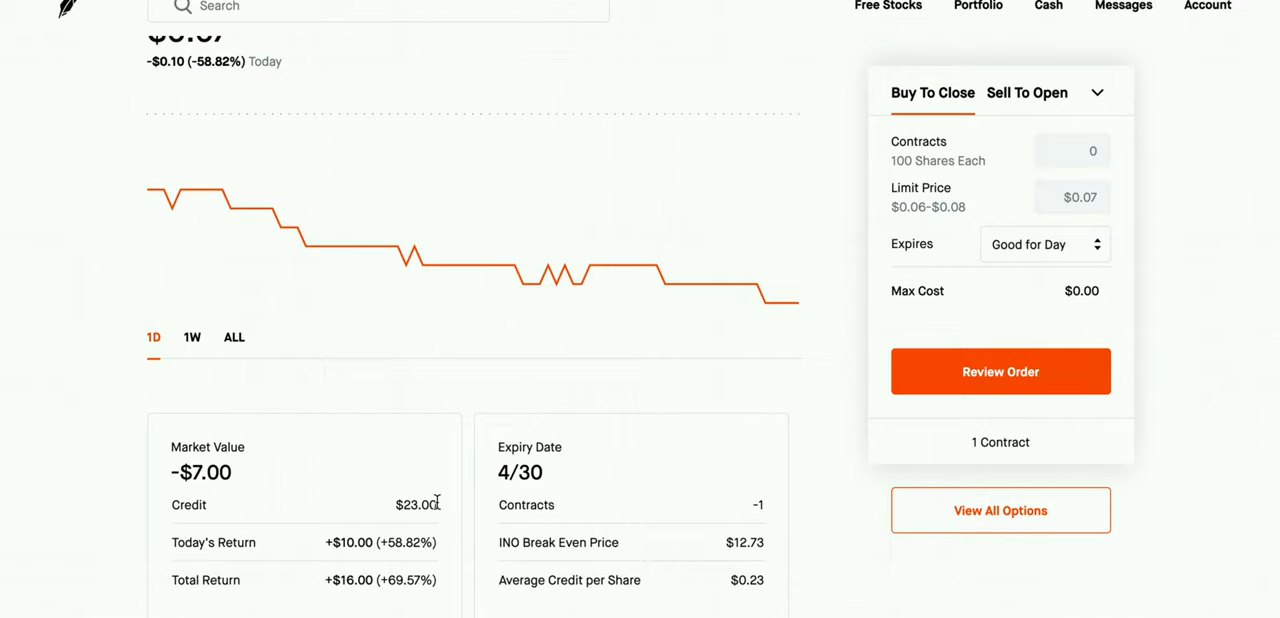 Search
Free Stocks Portfolio Cash Messages Account
-$0.10 (-58.82%) Today
Buy To Close Sell To Open
Contracts 0
100 Shares Each
Limit Price $0.07
$0.06-$0.08
Expires Good for Day
Max Cost $0.00
Review Order
1 Contract
View All Options
1D 1W ALL
Market Value
-$7.00
Credit $23.00
Today's Return +$10.00 (+58.82%)
Total Return +$16.00 (+69.57%)
Expiry Date
4/30
Contracts -1
INO Break Even Price $12.73
Average Credit per Share $0.23